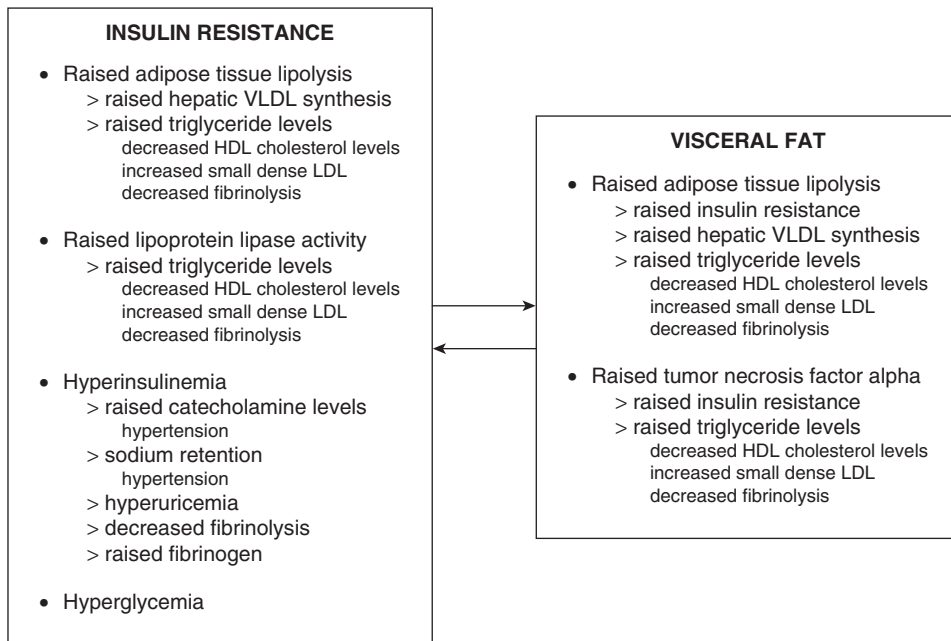 INSULIN RESISTANCE
• Raised adipose tissue lipolysis
> raised hepatic VLDL synthesis
> raised triglyceride levels
decreased HDL cholesterol levels
increased small dense LDL
decreased fibrinolysis
• Raised lipoprotein lipase activity
> raised triglyceride levels
decreased HDL cholesterol levels
increased small dense LDL
decreased fibrinolysis
• Hyperinsulinemia
> raised catecholamine levels
hypertension
> sodium retention
hypertension
> hyperuricemia
> decreased fibrinolysis
> raised fibrinogen
• Hyperglycemia
VISCERAL FAT
• Raised adipose tissue lipolysis
> raised insulin resistance
> raised hepatic VLDL synthesis
> raised triglyceride levels
decreased HDL cholesterol levels
increased small dense LDL
decreased fibrinolysis
• Raised tumor necrosis factor alpha
> raised insulin resistance
> raised triglyceride levels
decreased HDL cholesterol levels
increased small dense LDL
decreased fibrinolysis